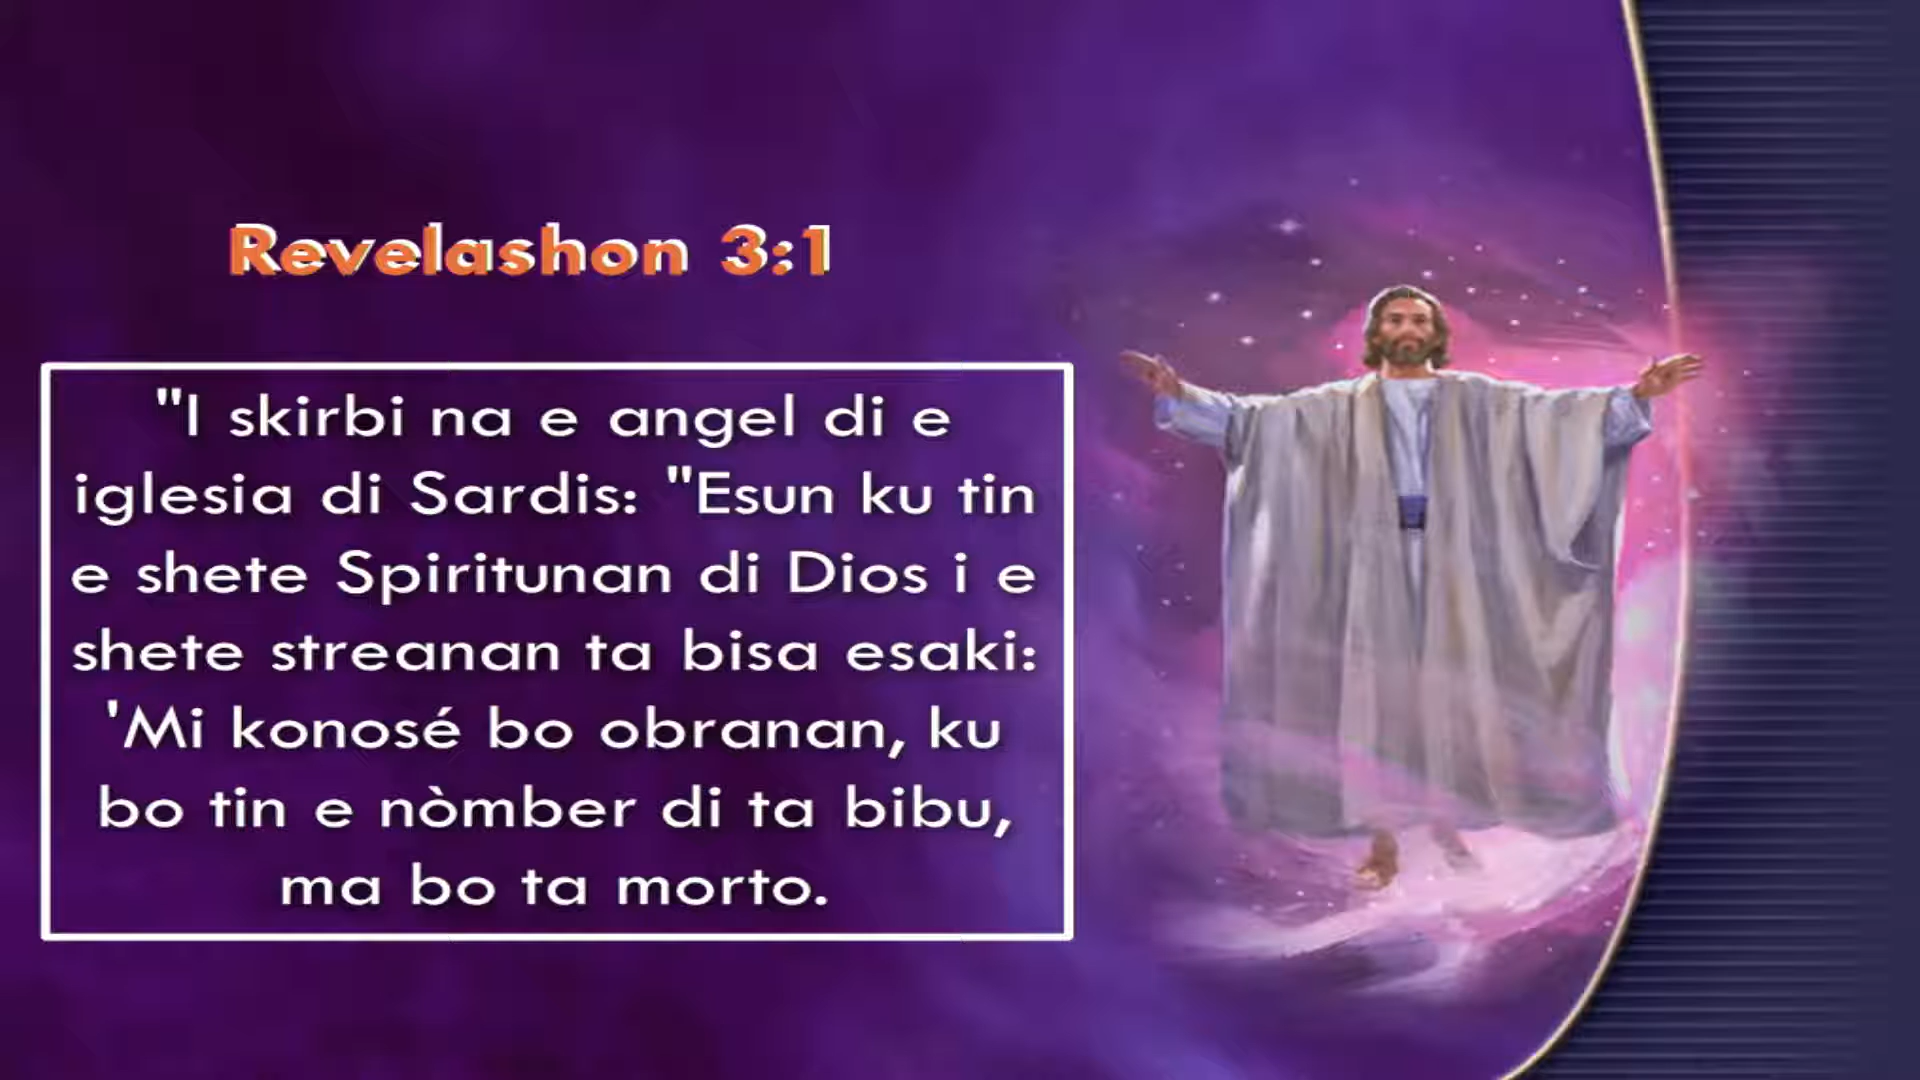 Revelashon 3:1
"I skirbi na e angel di e
iglesia di Sardis: "Esun ku tin
e shete Spiritunan di Dios i e
shete streanan ta bisa esaki:
'Mi konosé bo obranan, ku
bo tin e nòmber di ta bibu,
ma bo ta morto.